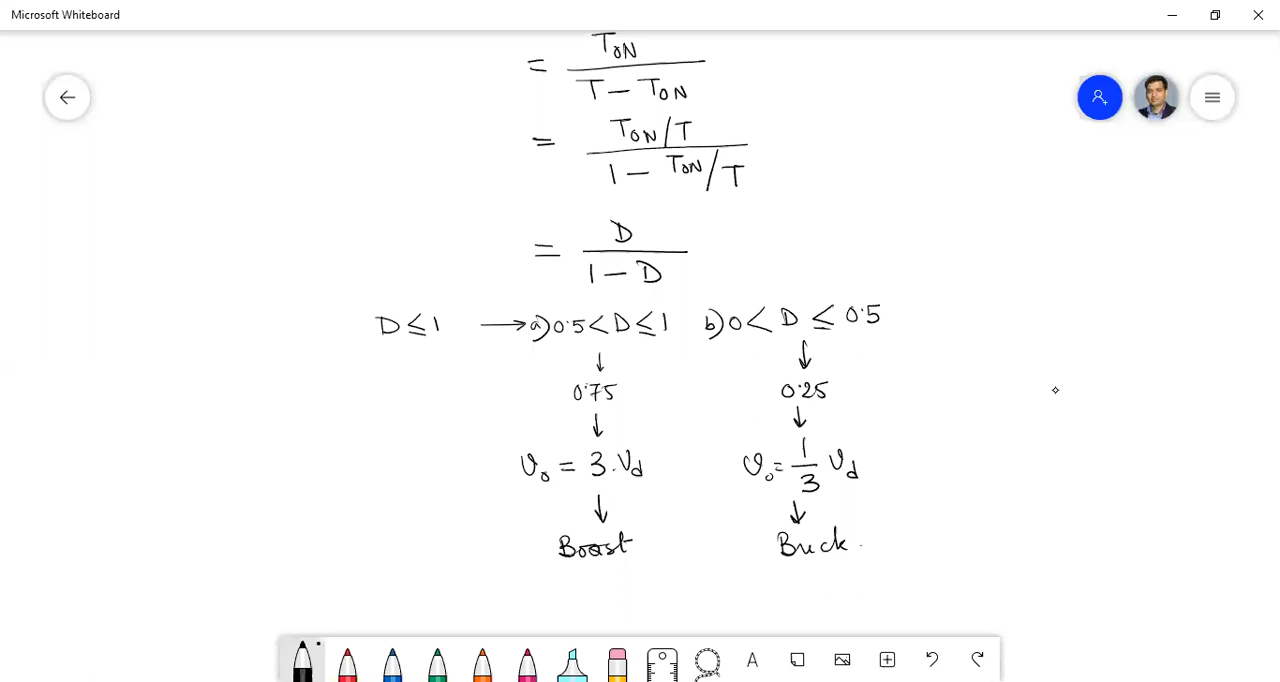 Microsoft Whiteboard
= T_ON / (T - T_ON)
= (T_ON/T) / (1 - T_ON/T)
= D / (1 - D)
D ≤ 1 → a) 0.5 < D ≤ 1 b) 0 < D ≤ 0.5
↓ ↓
0.75 0.25
↓ ↓
V_o = 3.V_d V_o = 1/3 V_d
↓ ↓
Boost Buck.
A